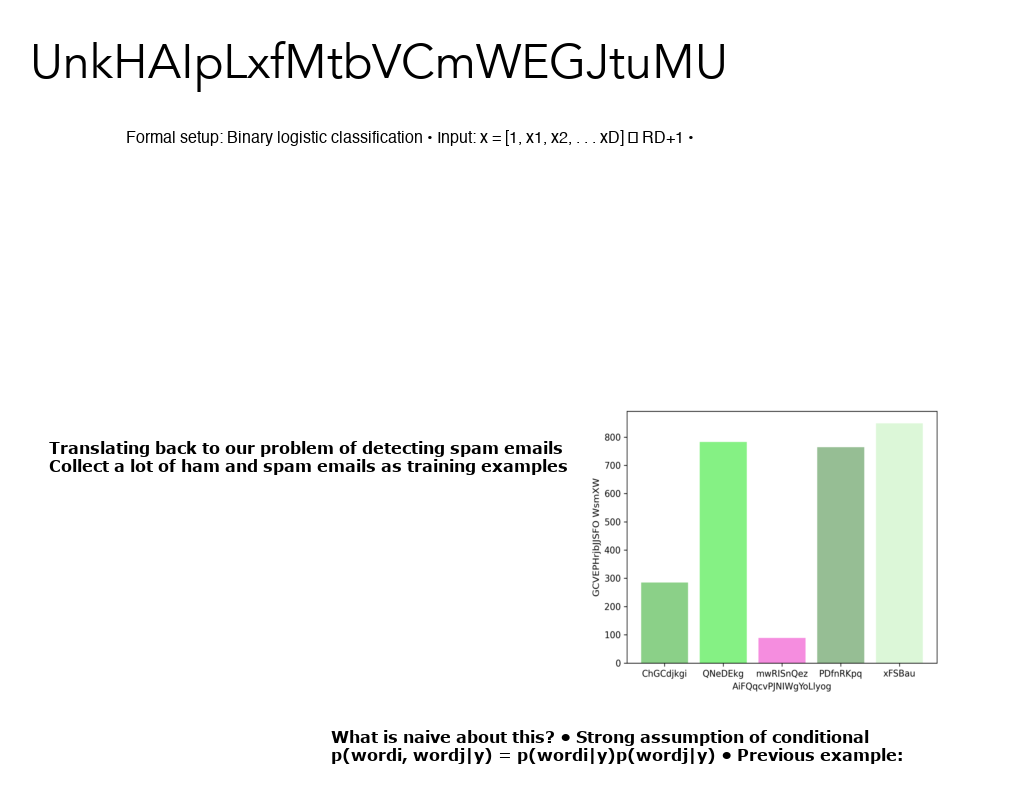 UnkHAIpLxfMtbVCmWEGJtuMU
Formal setup: Binary logistic classification • Input: x = [1, x1, x2, . . . xD] □ RD+1 •
Translating back to our problem of detecting spam emails
Collect a lot of ham and spam emails as training examples
800
700
600
500
400
300
200
100
0
GCVEPHrjbJJSFO WsmXW
ChGCdjkgi QNeDEkg mwRISnQez PDfnRKpq xFSBau
AiFQqcvPJNIWgYoLlyog
What is naive about this? ● Strong assumption of conditional
p(wordi, wordj|y) = p(wordi|y)p(wordj|y) ● Previous example: